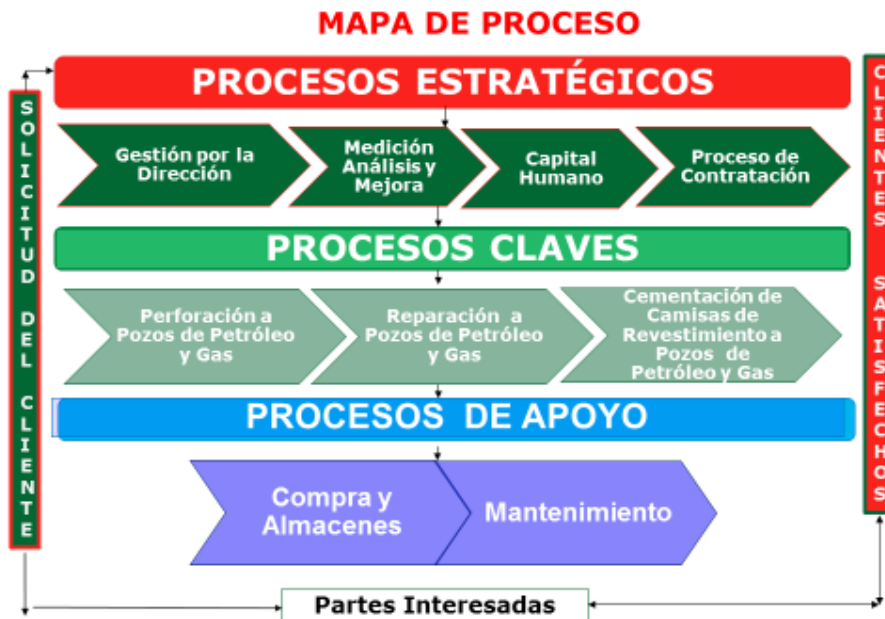 MAPA DE PROCESO
PROCESOS ESTRATÉGICOS
SOLICITUD DEL CLIENTE
CLIENTES SATISFECHOS
Gestión por la
Dirección
Medición
Análisis y
Mejora
Capital
Humano
Proceso de
Contratación
PROCESOS CLAVES
Perforación a
Pozos de Petróleo
y Gas
Reparación a
Pozos de Petróleo
y Gas
Cementación de
Camisas de
Revestimiento a
Pozos de
Petróleo y Gas
PROCESOS DE APOYO
Compra y
Almacenes
Mantenimiento
Partes Interesadas